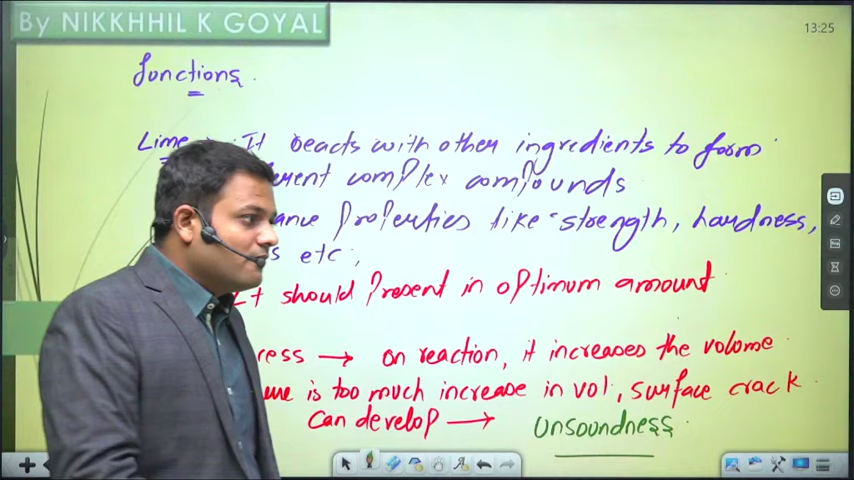 By NIKKHHIL K GOYAL
13:25
functions
Lime It reacts with other ingredients to form
complex compounds
properties like strength, hardness,
etc
It should present in optimum amount
→ on reaction, it increases the volume
is too much increase in vol, surface crack
Can develop → Unsoundness